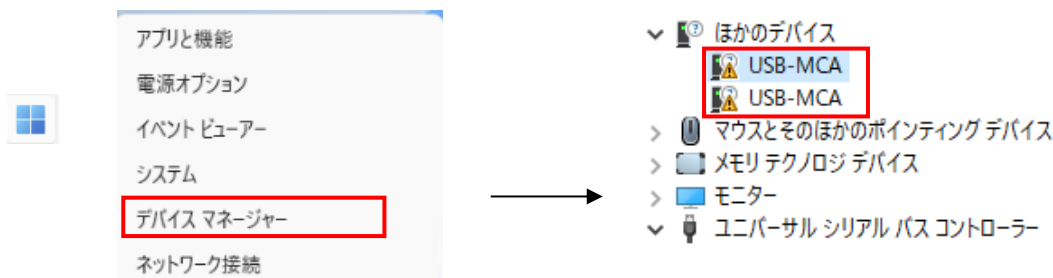 アプリと機能
電源オプション
イベント ビューアー
システム
デバイス マネージャー
ネットワーク接続
ほかのデバイス
USB-MCA
USB-MCA
マウスとそのほかのポインティング デバイス
メモリ テクノロジ デバイス
モニター
ユニバーサル シリアル バス コントローラー